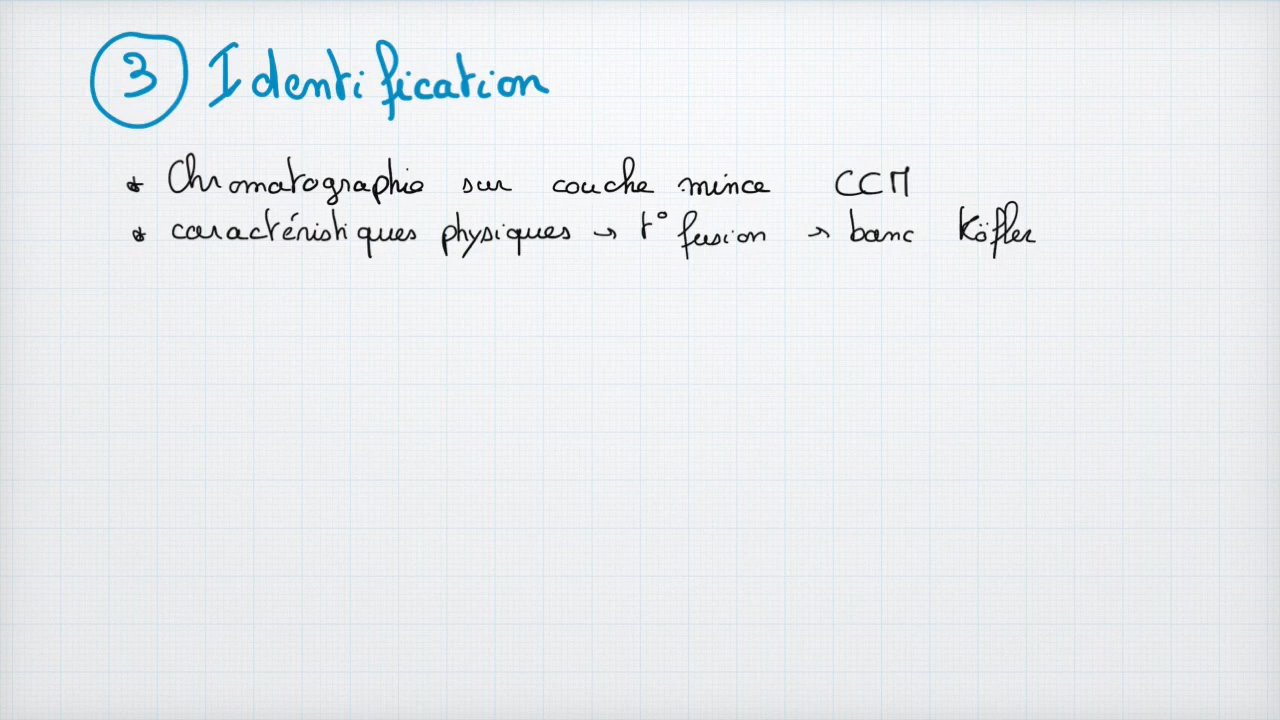 3 Identification
* Chromatographie sur couche mince CCM
* caractéristiques physiques → t° fusion → banc Köfler